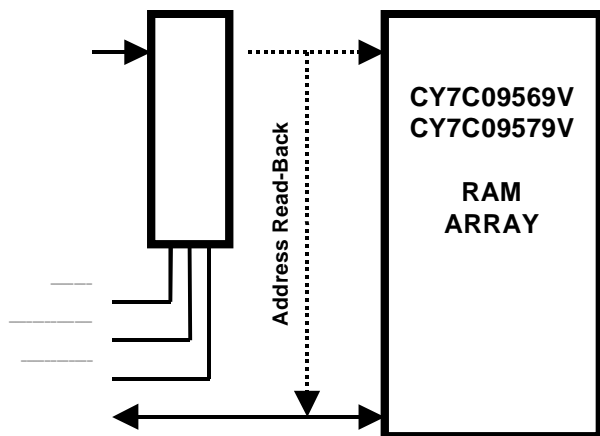 CY7C09569V
CY7C09579V
RAM
ARRAY
Address Read-Back